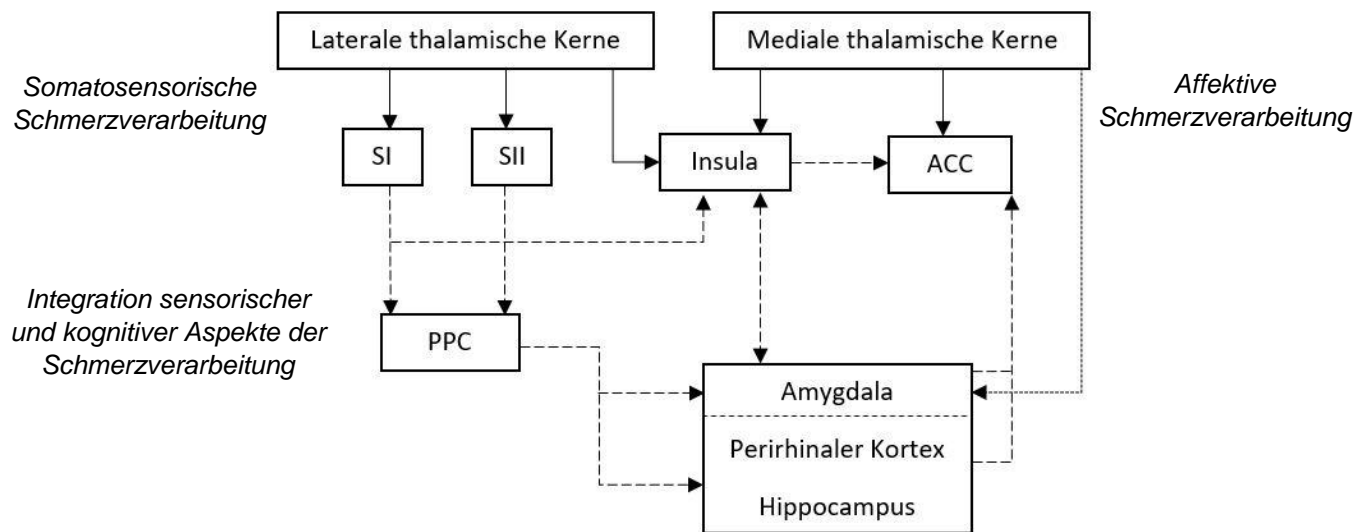 Laterale thalamische Kerne
Mediale thalamische Kerne
Somatosensorische
Schmerzverarbeitung
Affektive
Schmerzverarbeitung
SI
SII
Insula
ACC
Integration sensorischer
und kognitiver Aspekte der
Schmerzverarbeitung
PPC
Amygdala
Perirhinaler Kortex
Hippocampus